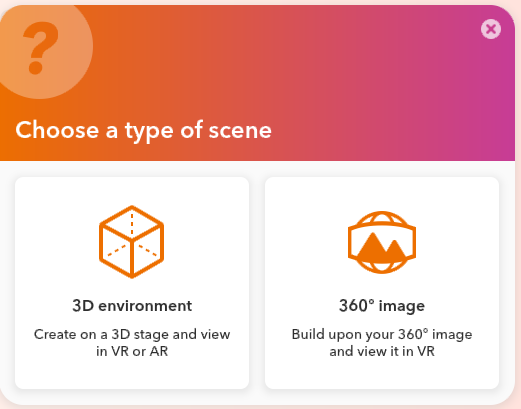 ?
Choose a type of scene
3D environment
Create on a 3D stage and view
in VR or AR
360° image
Build upon your 360° image
and view it in VR